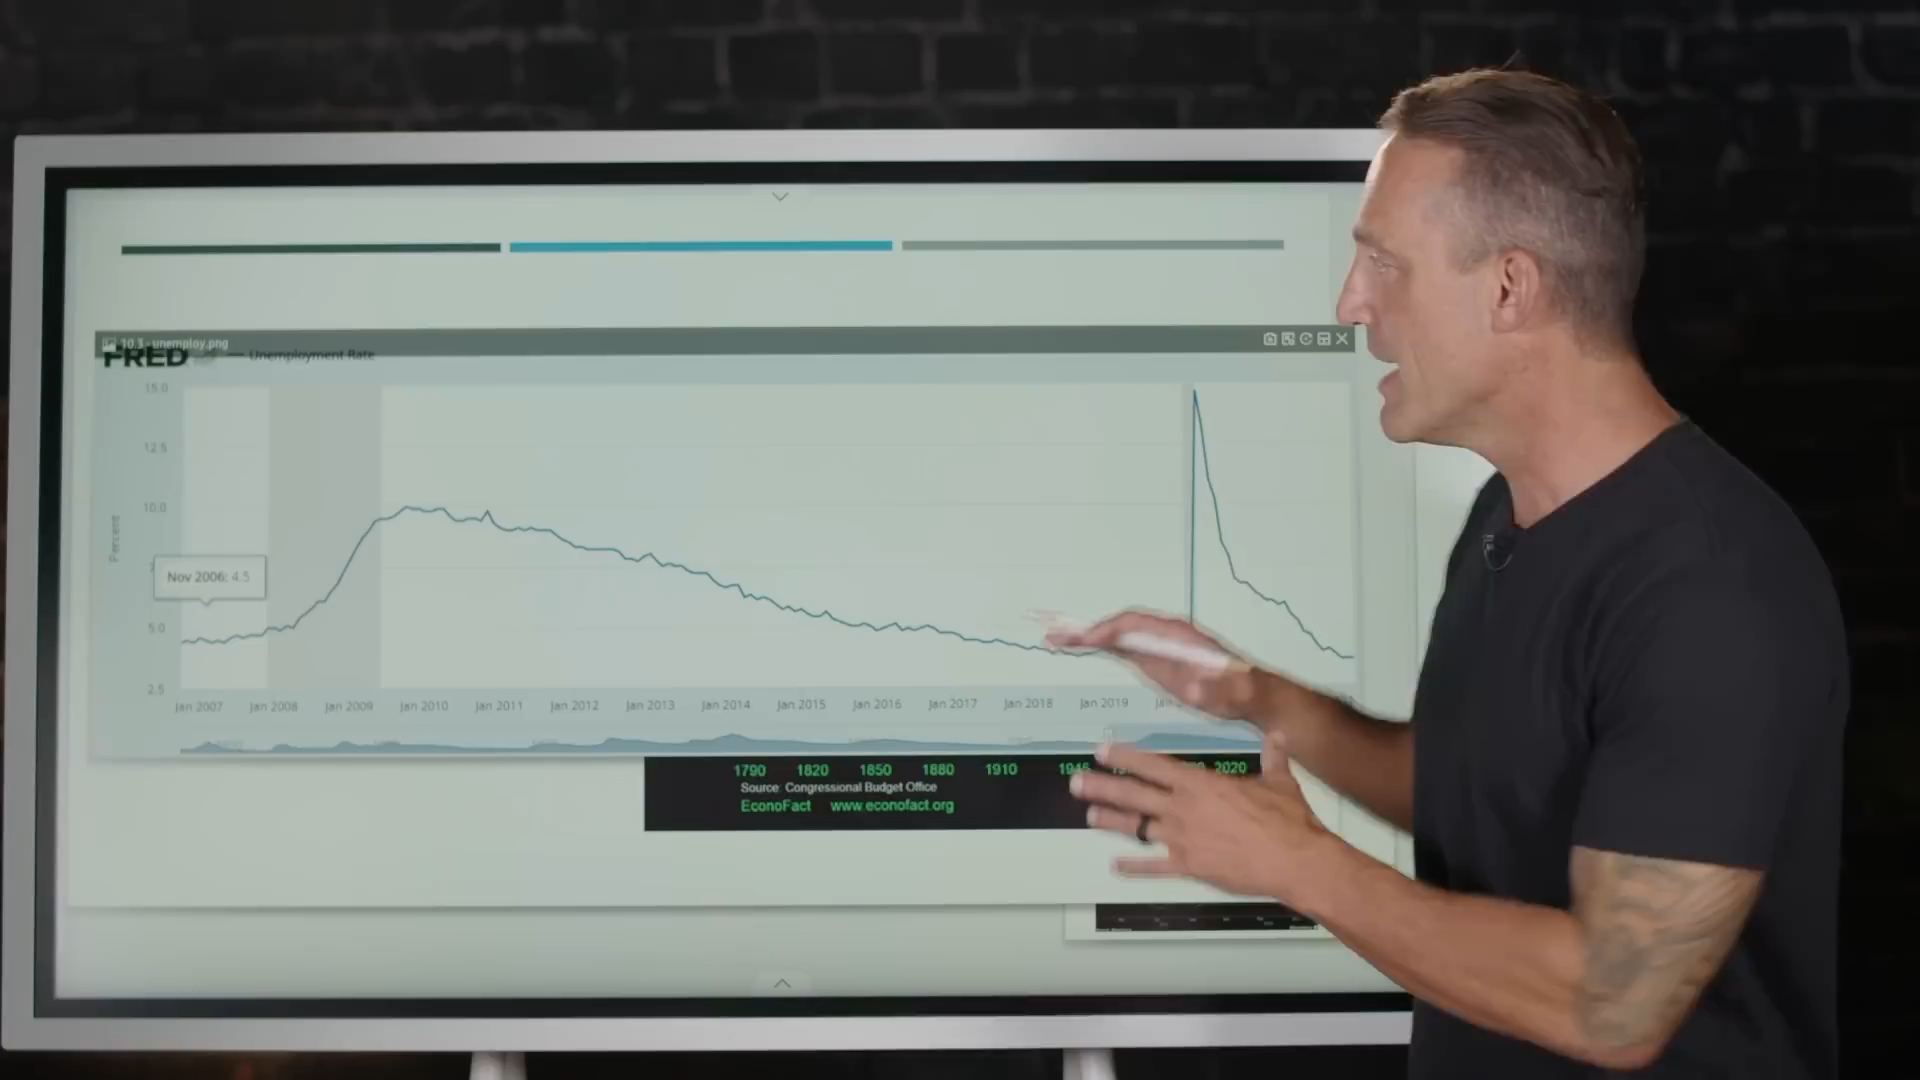 10.3 - unemploy.png
FRED
Unemployment Rate
15.0
12.5
10.0
Percent
Nov 2006: 4.5
5.0
2.5
Jan 2007 Jan 2008 Jan 2009 Jan 2010 Jan 2011 Jan 2012 Jan 2013 Jan 2014 Jan 2015 Jan 2016 Jan 2017 Jan 2018 Jan 2019
1790 1820 1850 1880 1910 1945 2020
Source: Congressional Budget Office
EconoFact www.econofact.org